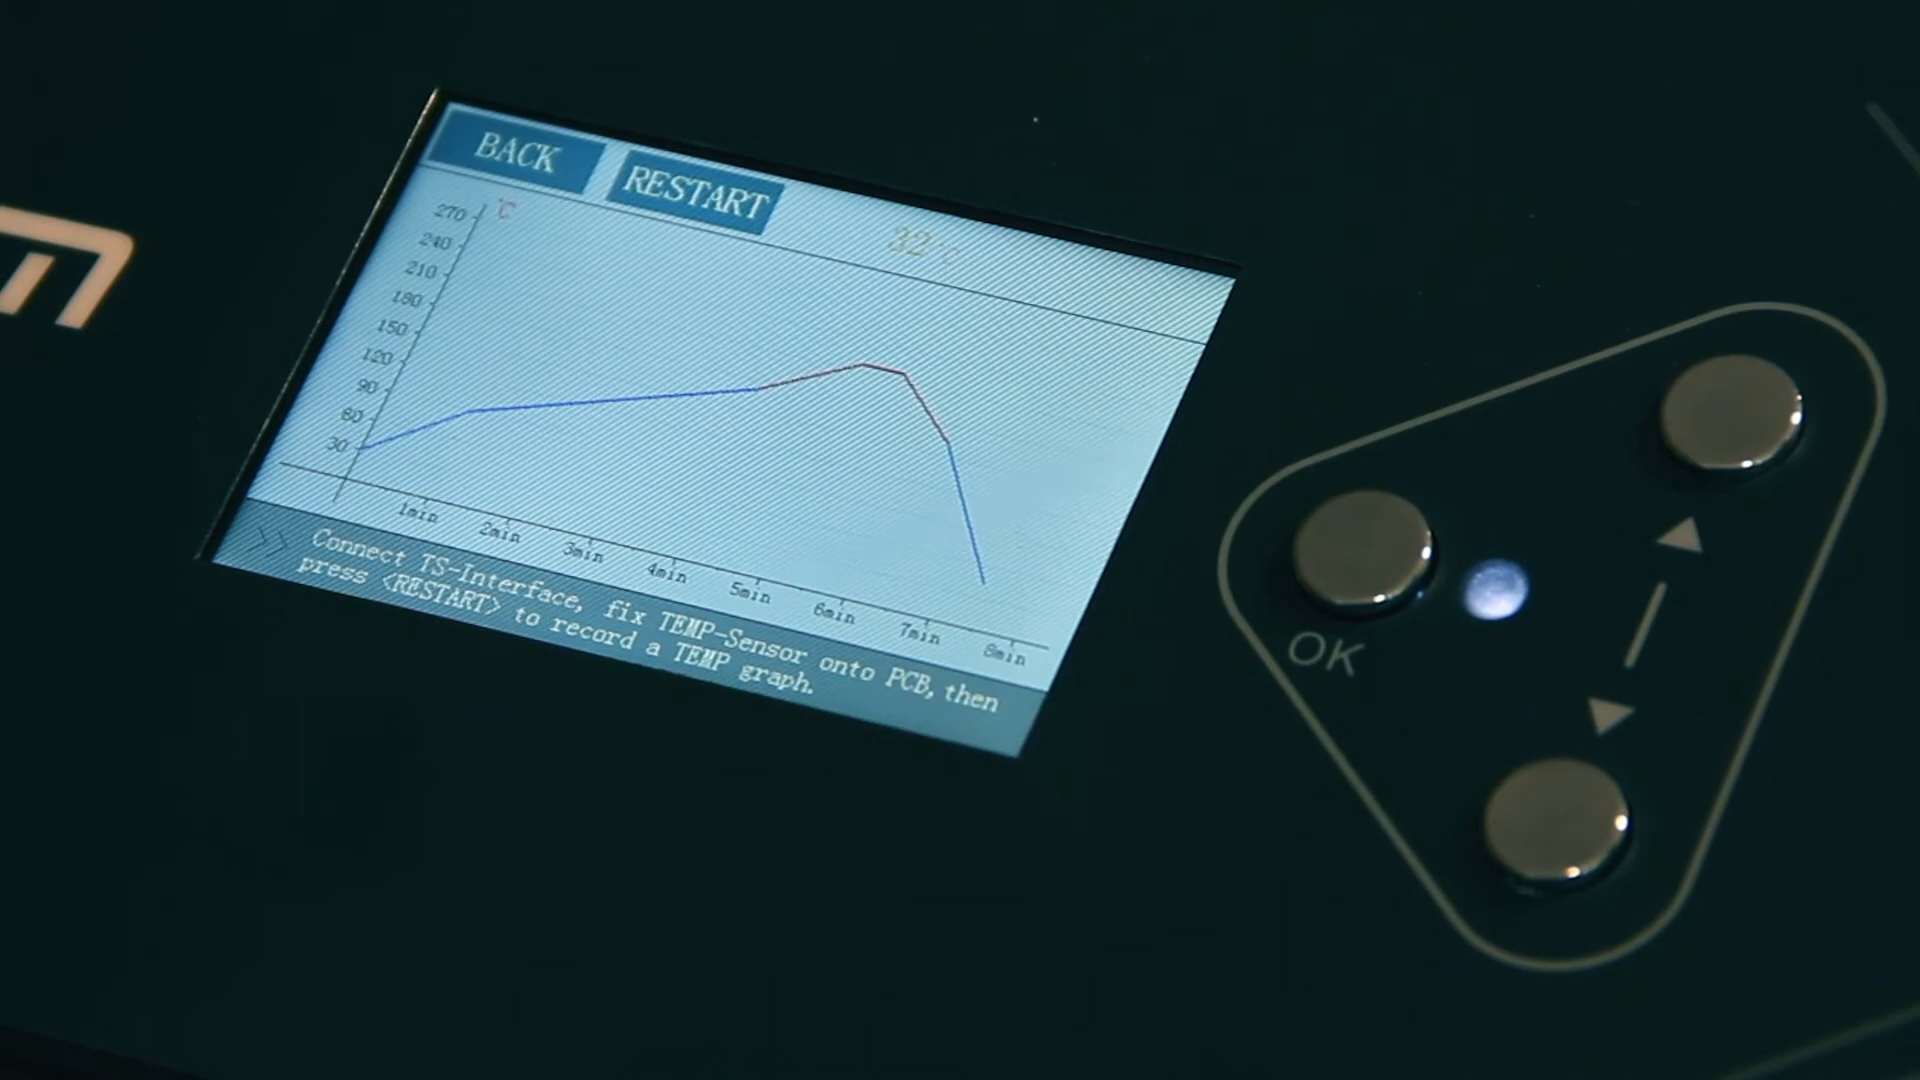 BACK RESTART 32°C
°C
270
240
210
180
150
120
90
60
30
1min 2min 3min 4min 5min 6min 7min 8min
>> Connect TS-Interface, fix TEMP-Sensor onto PCB, then
press <RESTART> to record a TEMP graph.
OK